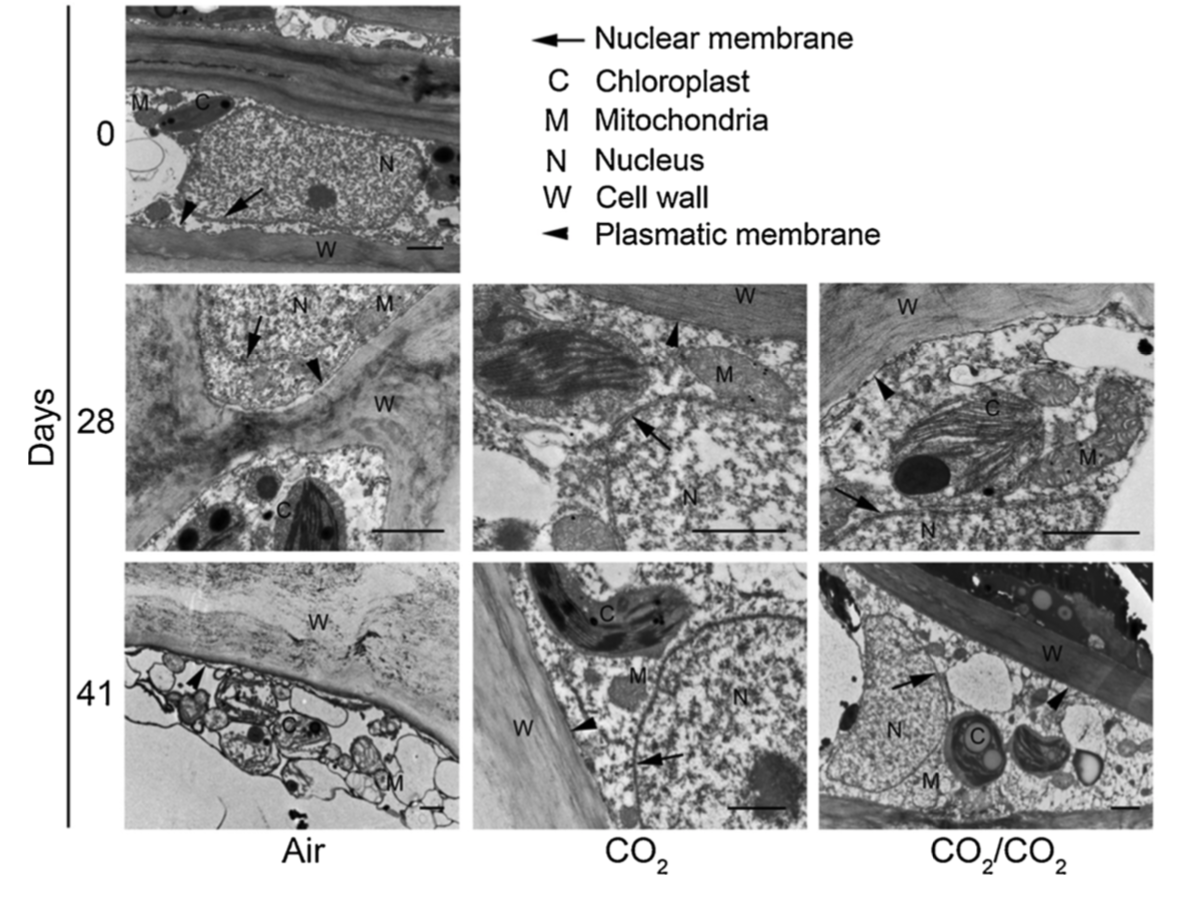 Nuclear membrane
C Chloroplast
M Mitochondria
N Nucleus
W Cell wall
Plasmatic membrane
Days
0
M C
N
W
28
N M
W
C
W
M
N
W
C
M
N
41
W
C
M
C
M
N
W
W
N
C
M
Air
CO₂
CO₂/CO₂